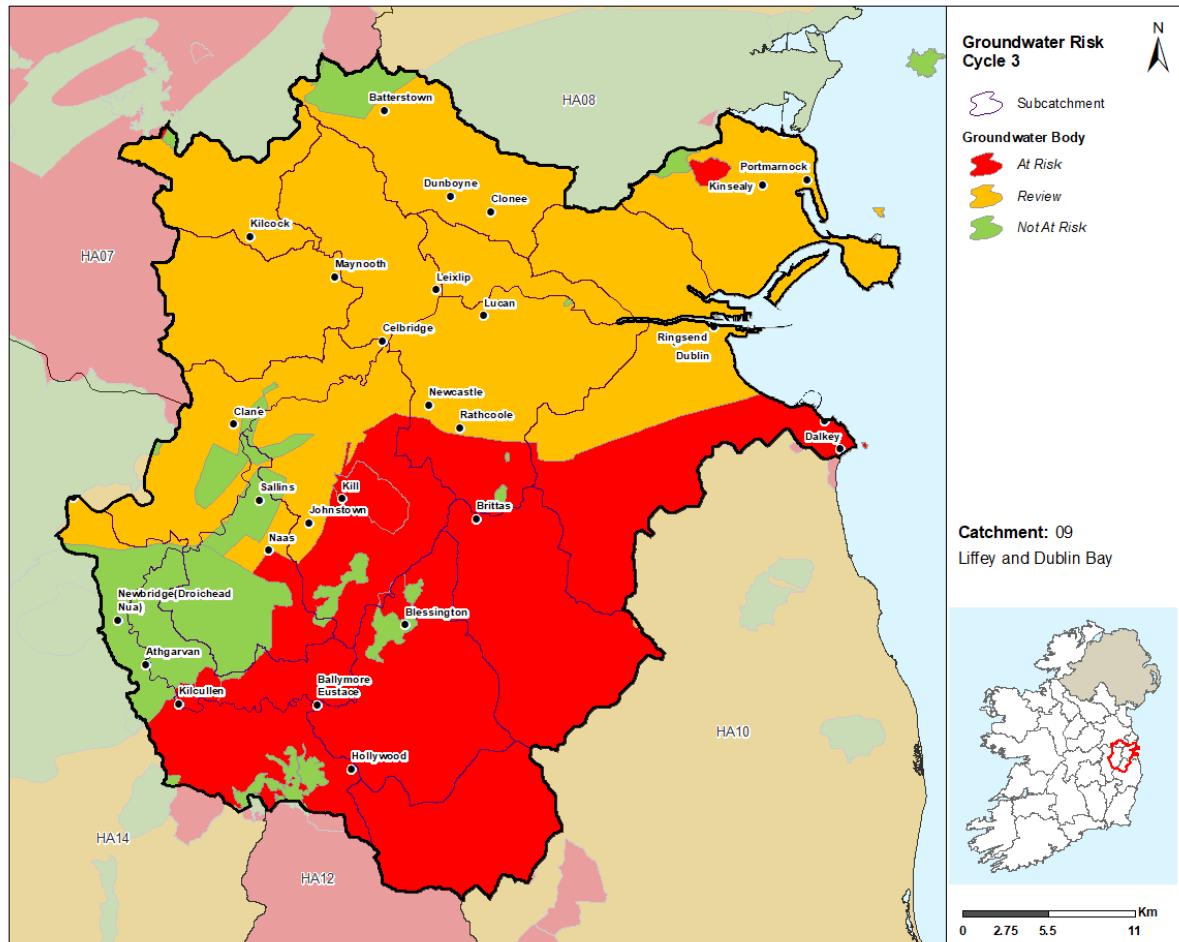 HA08
Batterstown
Portmarnock
Kinsealy
Dunboyne
Clonee
Kilcock
HA07
Maynooth
Leixlip
Lucan
Celbridge
Ringsend
Dublin
Newcastle
Clane
Rathcoole
Dalkey
Sallins
Kill
Johnstown
Brittas
Naas
Newbridge(Droichead
Nua)
Blessington
Athgarvan
Kilcullen
Ballymore
Eustace
HA10
Hollywood
HA14
HA12
Groundwater Risk
Cycle 3
N
Subcatchment
Groundwater Body
At Risk
Review
Not At Risk
Catchment: 09
Liffey and Dublin Bay
Km
0 2.75 5.5 11